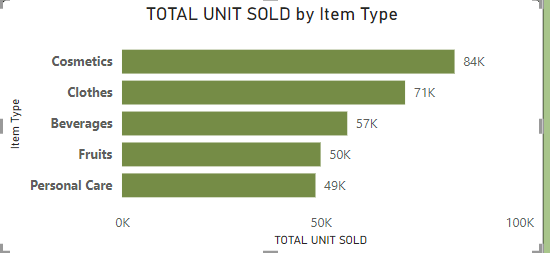 TOTAL UNIT SOLD by Item Type
Item Type
Cosmetics 84K
Clothes 71K
Beverages 57K
Fruits 50K
Personal Care 49K
0K 50K 100K
TOTAL UNIT SOLD